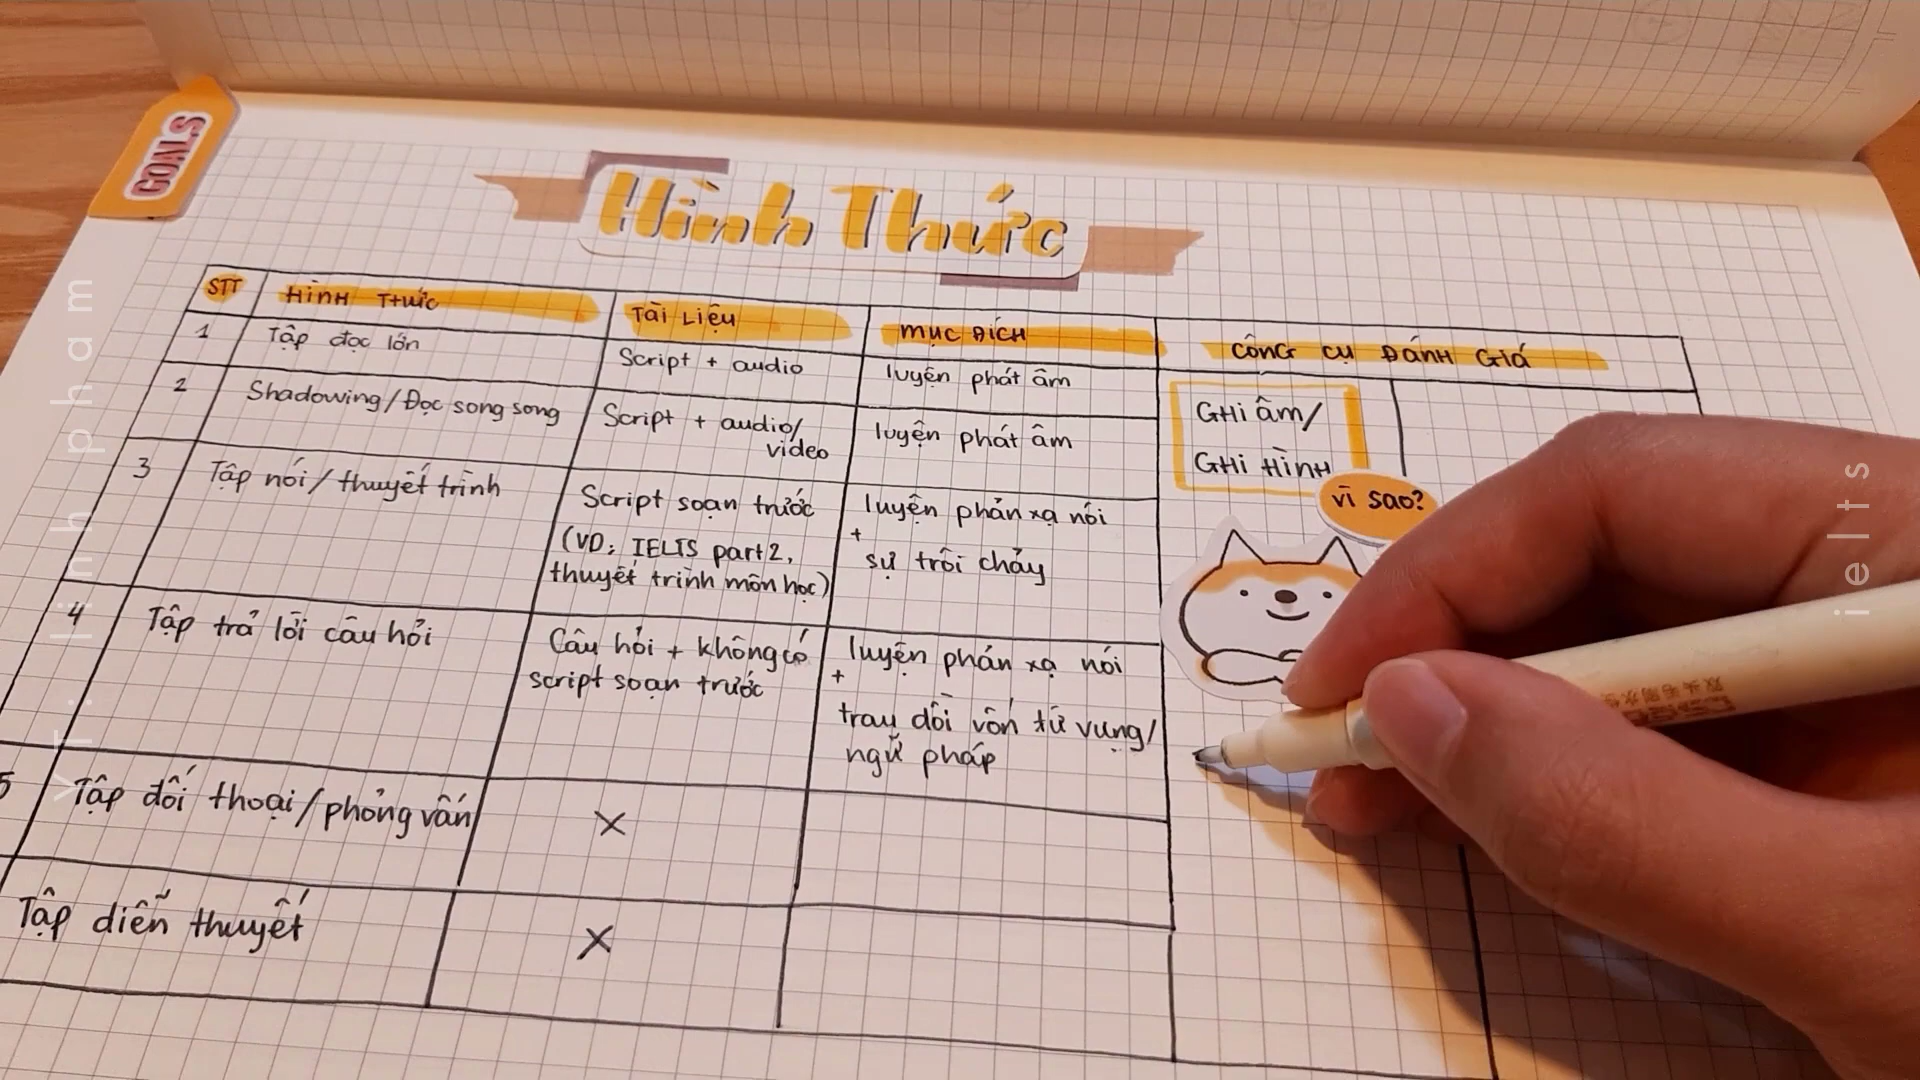 GOALS
Hình Thức
STT
Hình Thức
Tài Liệu
Mục Đích
Công cụ Đánh Giá
1
Tập đọc lớn
Script + audio
luyện phát âm
Ghi âm/
Ghi Hình
vì sao?
2
Shadowing/Đọc song song
Script + audio/
video
luyện phát âm
3
Tập nói/thuyết trình
Script soạn trước
(VD: IELTS part 2,
thuyết trình môn học)
luyện phản xạ nói
+
sự trôi chảy
4
Tập trả lời câu hỏi
Câu hỏi + không có
script soạn trước
luyện phản xạ nói
+
trau dồi vốn từ vựng/
ngữ pháp
5
Tập đối thoại/phỏng vấn
X
Tập diễn thuyết
X
linh pham
ielts